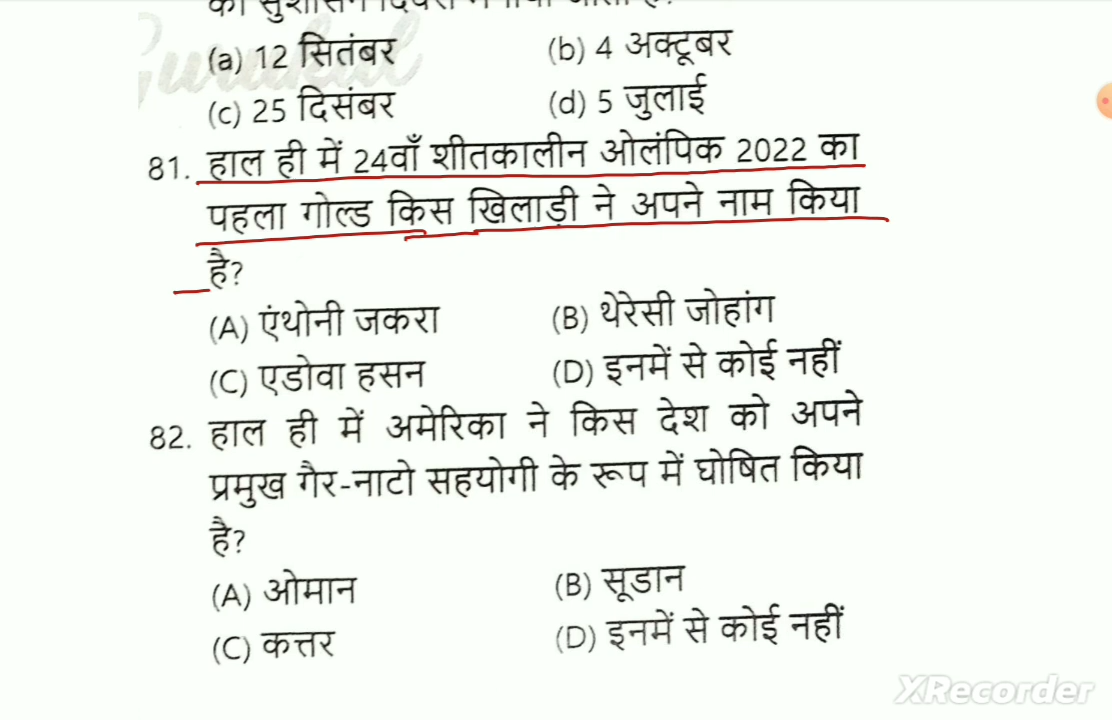 (a) 12 सितंबर (b) 4 अक्टूबर
(c) 25 दिसंबर (d) 5 जुलाई
81. हाल ही में 24वाँ शीतकालीन ओलंपिक 2022 का
पहला गोल्ड किस खिलाड़ी ने अपने नाम किया
है?
(A) एंथोनी जकरा (B) थेरेसी जोहांग
(C) एडोवा हसन (D) इनमें से कोई नहीं
82. हाल ही में अमेरिका ने किस देश को अपने
प्रमुख गैर-नाटो सहयोगी के रूप में घोषित किया
है?
(A) ओमान (B) सूडान
(C) कत्तर (D) इनमें से कोई नहीं
XRecorder